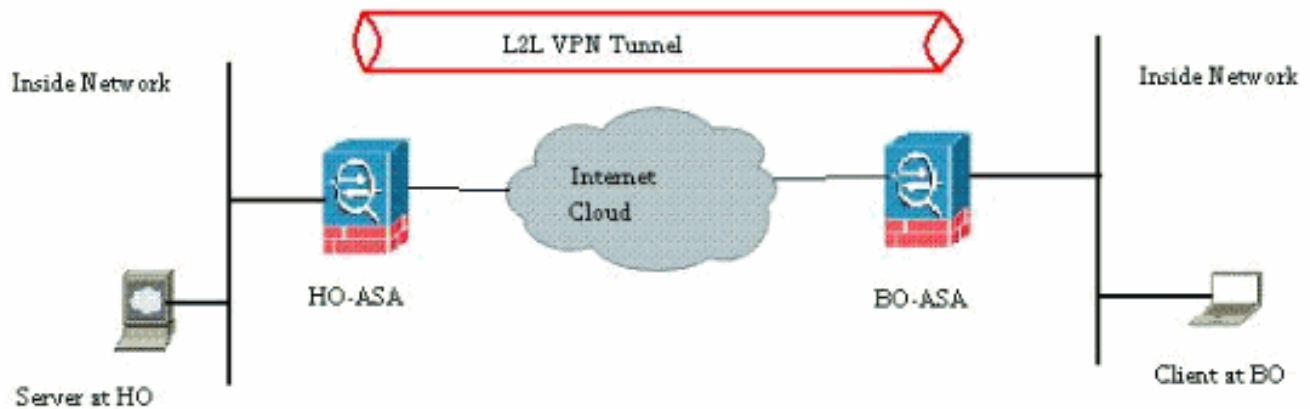 L2L VPN Tunnel
Inside Network
Inside Network
Internet
Cloud
HO-ASA
BO-ASA
Server at HO
Client at BO